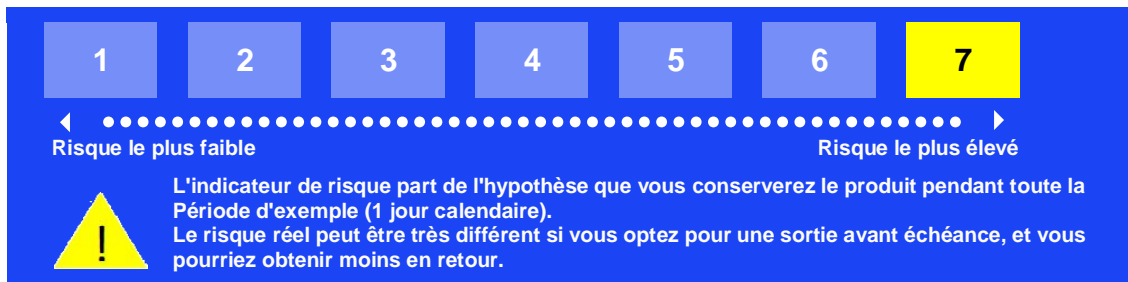 1 2 3 4 5 6 7
Risque le plus faible Risque le plus élevé
L'indicateur de risque part de l'hypothèse que vous conserverez le produit pendant toute la
Période d'exemple (1 jour calendaire).
Le risque réel peut être très différent si vous optez pour une sortie avant échéance, et vous
pourriez obtenir moins en retour.
!